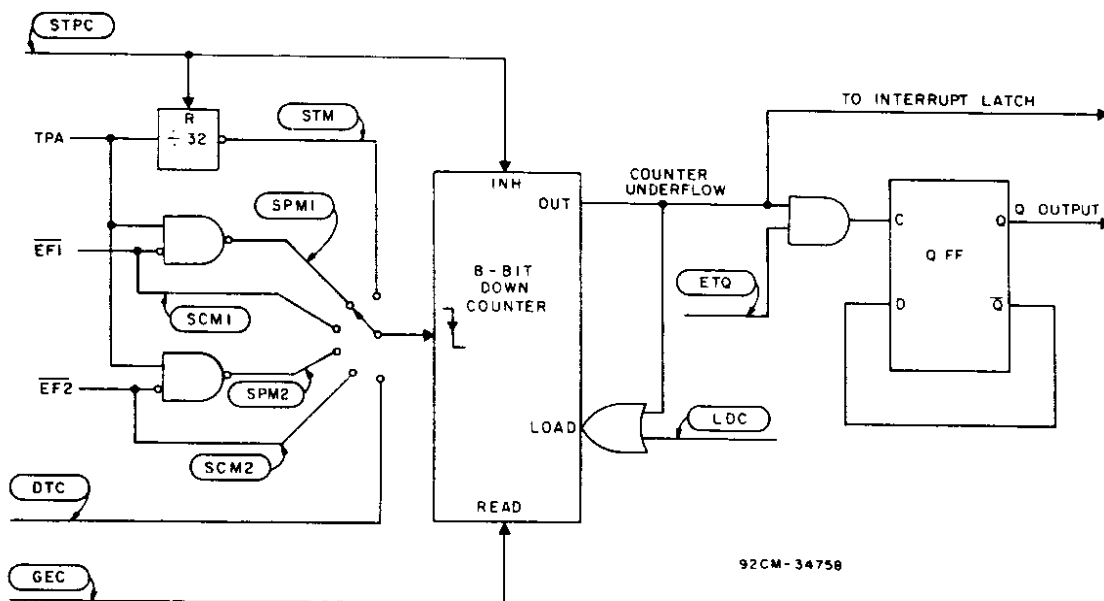 STPC
R
÷ 32
TPA
STM
SPM1
EF1
SCM1
EF2
SPM2
SCM2
DTC
GEC
INH
OUT
8-BIT
DOWN
COUNTER
LOAD
READ
COUNTER
UNDERFLOW
TO INTERRUPT LATCH
ETQ
LDC
C
Q
Q FF
D
Q
Q OUTPUT
92CM-34758